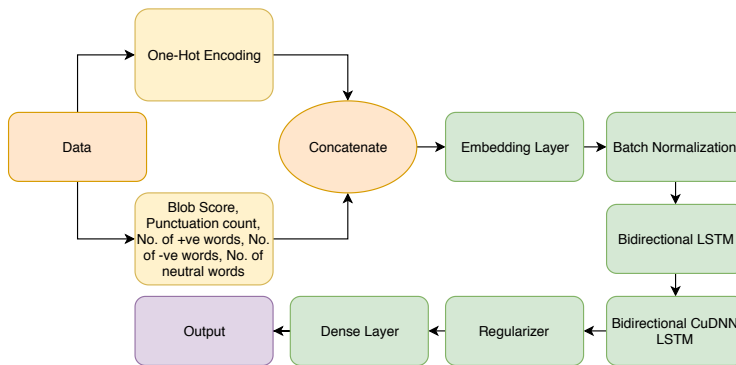 One-Hot Encoding
Data
Concatenate
Embedding Layer
Batch Normalization
Blob Score,
Punctuation count,
No. of +ve words, No.
of -ve words, No. of
neutral words
Bidirectional LSTM
Bidirectional CuDNN
LSTM
Regularizer
Dense Layer
Output